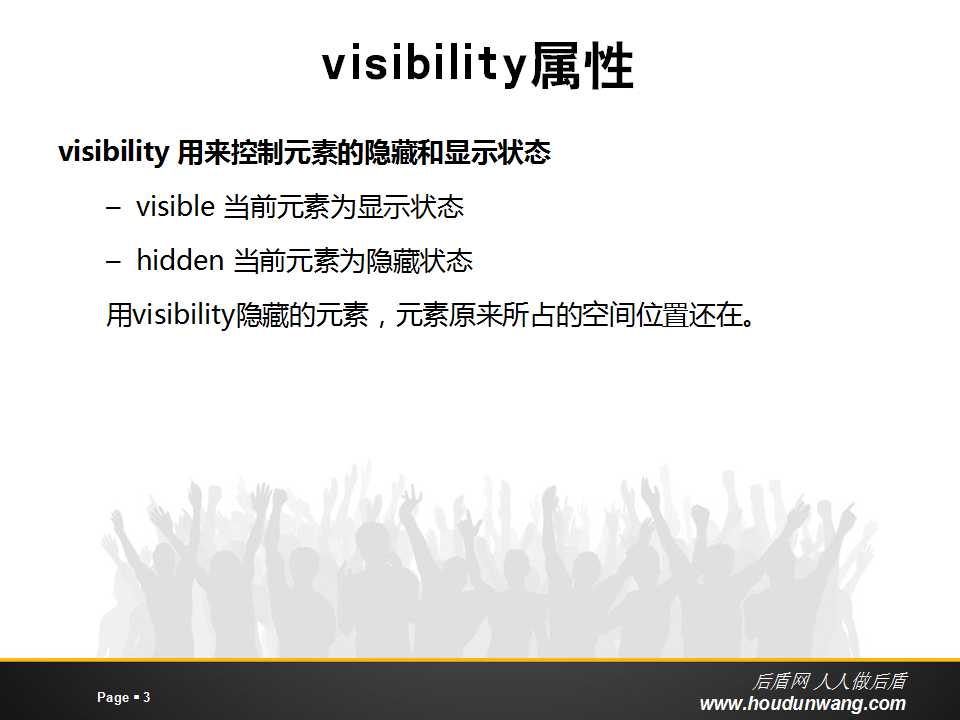 visibility属性
visibility 用来控制元素的隐藏和显示状态
– visible 当前元素为显示状态
– hidden 当前元素为隐藏状态
用visibility隐藏的元素，元素原来所占的空间位置还在。
Page ▪ 3
后盾网 人人做后盾
www.houdunwang.com